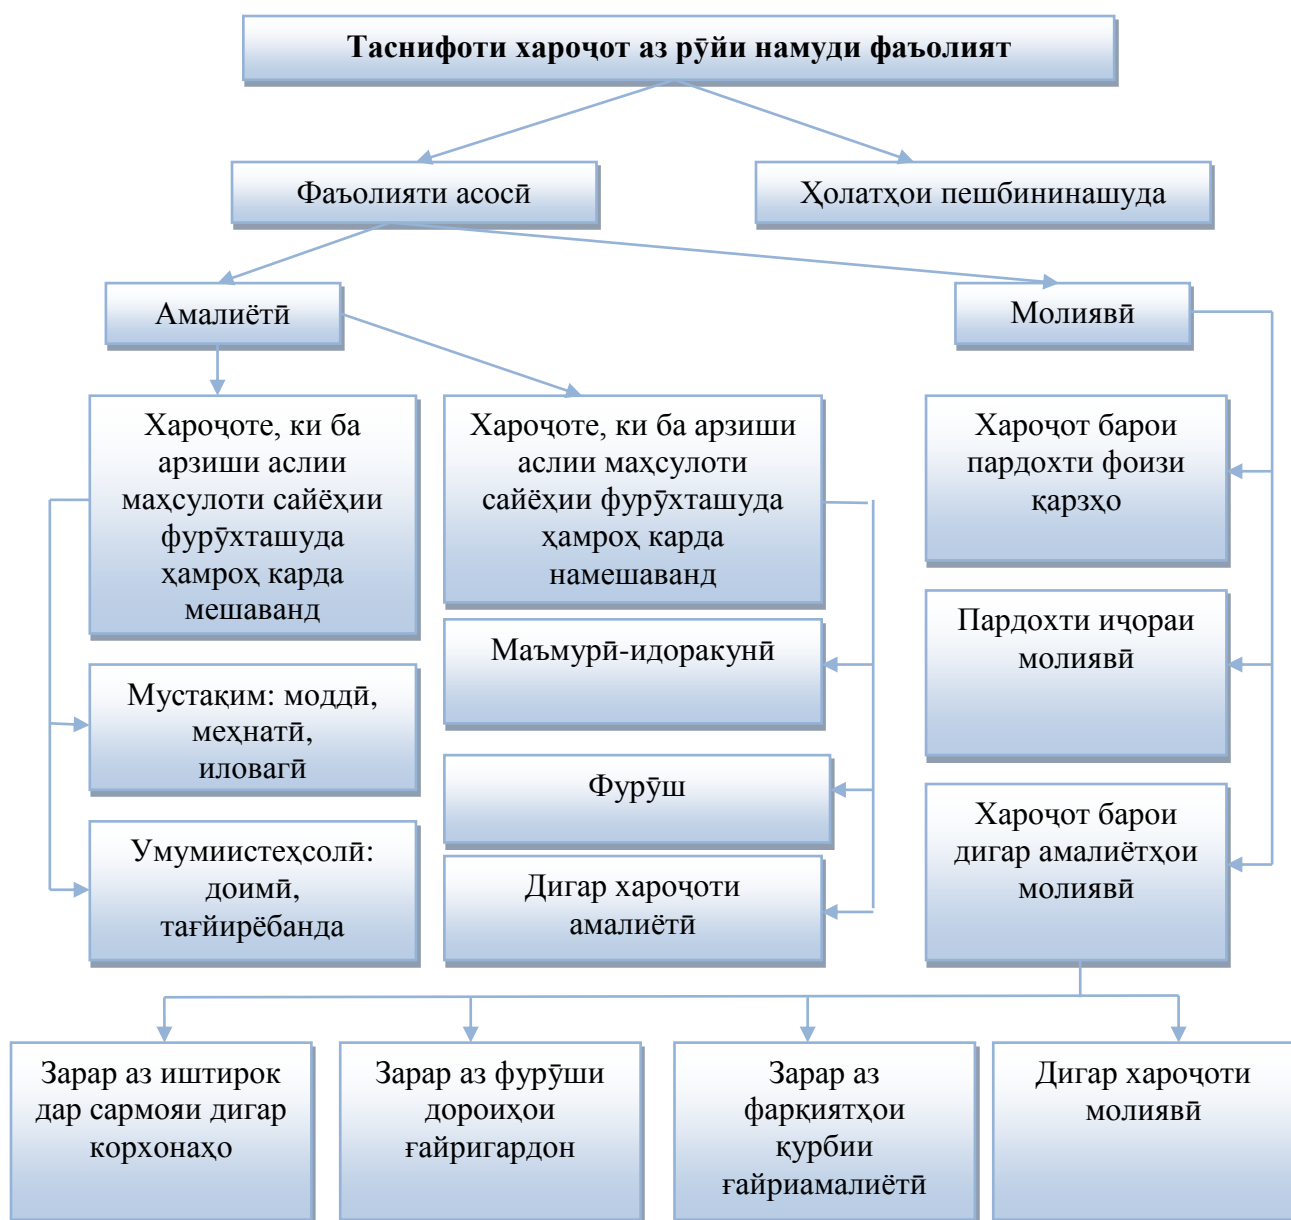 Таснифоти хароҷот аз рӯйи намуди фаъолият
Фаъолияти асосӣ
Ҳолатҳои пешбининашуда
Амалиётӣ
Молиявӣ
Хароҷоте, ки ба
арзиши аслии
маҳсулоти сайёҳии
фурӯхташуда
ҳамроҳ карда
мешаванд
Хароҷоте, ки ба арзиши
аслии маҳсулоти
сайёҳии фурӯхташуда
ҳамроҳ карда
намешаванд
Хароҷот барои
пардохти фоизи
қарзҳо
Маъмурӣ-идоракунӣ
Пардохти иҷораи
молиявӣ
Мустақим: моддӣ,
меҳнатӣ,
иловагӣ
Фурӯш
Хароҷот барои
дигар амалиётҳои
молиявӣ
Умумиистеҳсолӣ:
доимӣ,
тағйирёбанда
Дигар хароҷоти
амалиётӣ
Зарар аз иштирок
дар сармояи дигар
корхонаҳо
Зарар аз фурӯши
дороиҳои
ғайригардон
Зарар аз
фарқиятҳои
қурбии
ғайриамалиётӣ
Дигар хароҷоти
молиявӣ